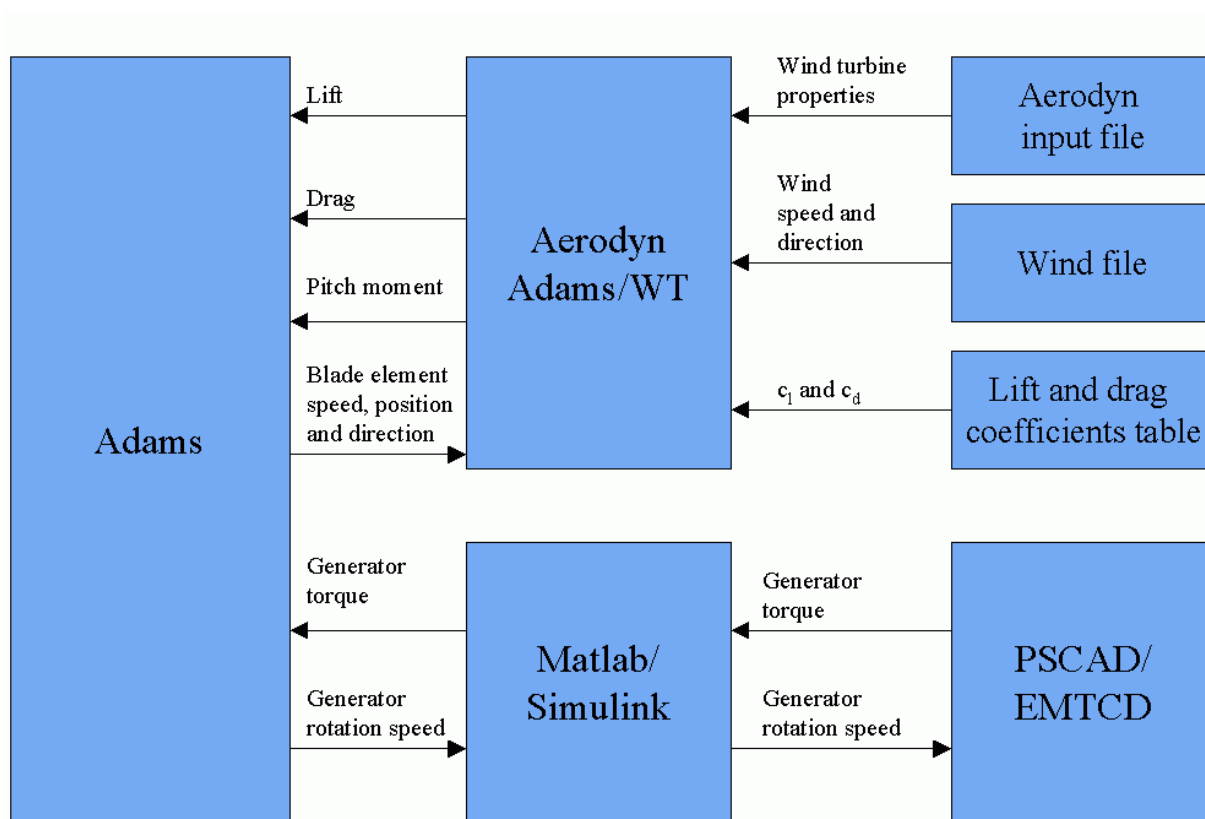 Adams
Lift
Drag
Pitch moment
Blade element
speed, position
and direction
Generator
torque
Generator
rotation speed
Aerodyn
Adams/WT
Matlab/
Simulink
Wind turbine
properties
Wind
speed and
direction
c_l and c_d
Generator
torque
Generator
rotation speed
Aerodyn
input file
Wind file
Lift and drag
coefficients table
PSCAD/
EMTCD